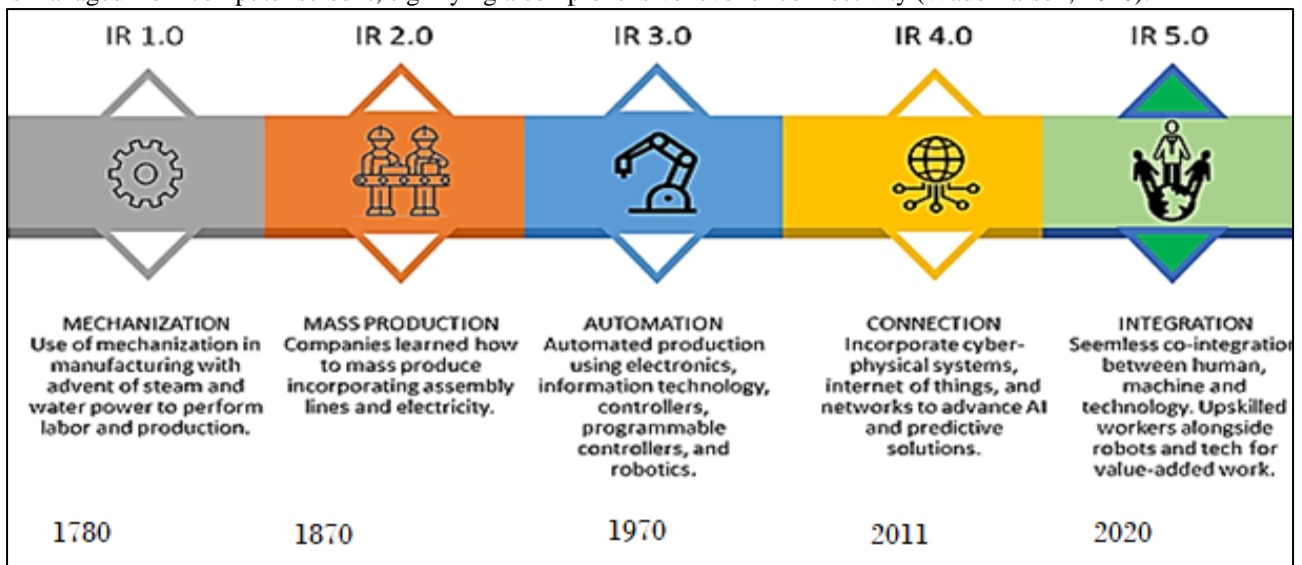 IR 1.0
IR 2.0
IR 3.0
IR 4.0
IR 5.0
MECHANIZATION
Use of mechanization in
manufacturing with
advent of steam and
water power to perform
labor and production.
MASS PRODUCTION
Companies learned how
to mass produce
incorporating assembly
lines and electricity.
AUTOMATION
Automated production
using electronics,
information technology,
controllers,
programmable
controllers, and
robotics.
CONNECTION
Incorporate cyber-
physical systems,
internet of things, and
networks to advance AI
and predictive
solutions.
INTEGRATION
Seemless co-integration
between human,
machine and
technology. Upskilled
workers alongside
robots and tech for
value-added work.
1780
1870
1970
2011
2020